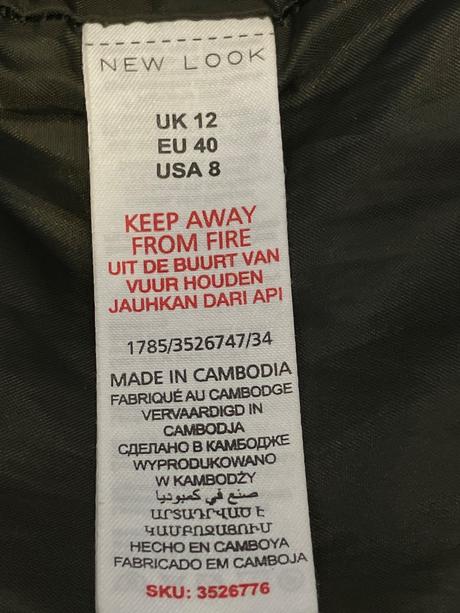 NEW LOOK
UK 12
EU 40
USA 8
KEEP AWAY
FROM FIRE
UIT DE BUURT VAN
VUUR HOUDEN
JAUHKAN DARI API
1785/3526747/34
MADE IN CAMBODIA
FABRIQUÉ AU CAMBODGE
VERVAARDIGD IN
CAMBODJA
СДЕЛАНО В КАМБОДЖЕ
WYPRODUKOWANO
W KAMBODŻY
صنع في كمبوديا
ԱՐՏԱԴՐՎԱԾ Է
ԿԱՄԲՈՋԱՅՈՒՄ
HECHO EN CAMBOYA
FABRICADO EM CAMBOJA
SKU: 3526776